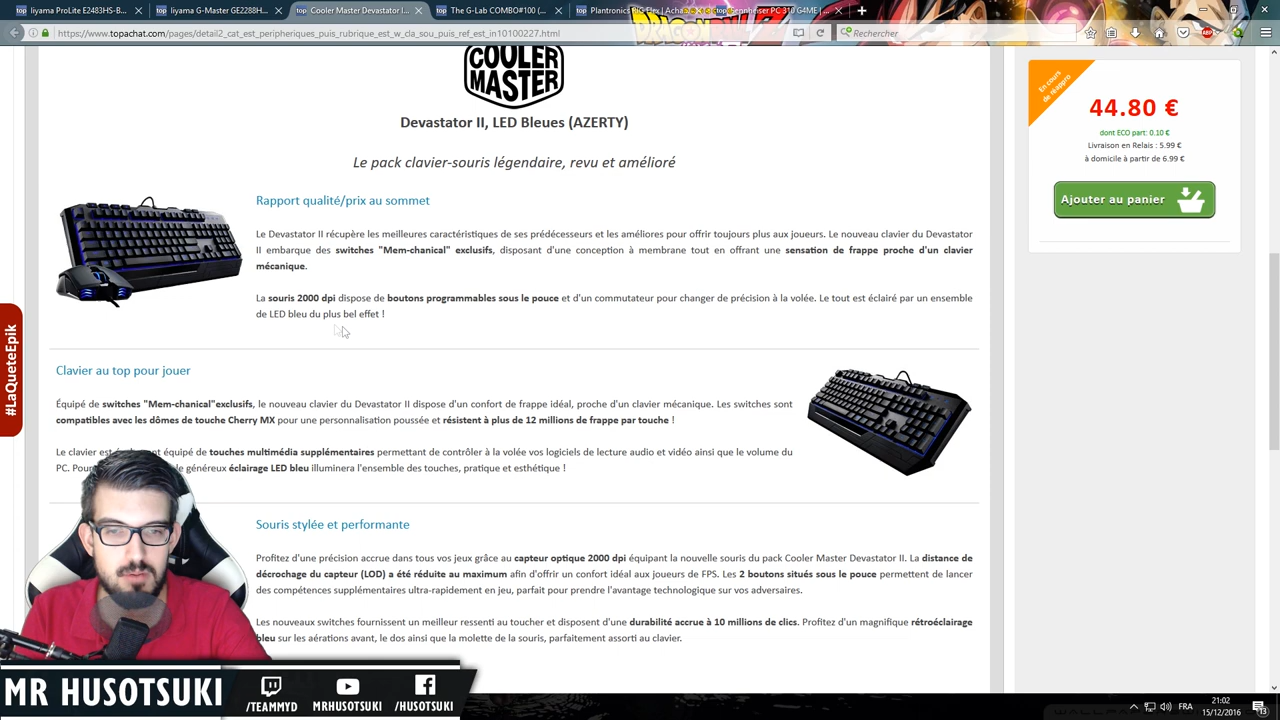 Iiyama ProLite E2483HS-B...
Iiyama G-Master GE2288H...
Cooler Master Devastator I...
The G-Lab COMBO#100 (...
Plantronics RIG Flex | Acha...
Sennheiser PC 310 G4ME | ...
https://www.topachat.com/pages/detail2_cat_est_peripheriques_puis_rubrique_est_w_da_sou_puis_ref_est_in10100227.html
Rechercher
ABP
COOLER
MASTER
Devastator II, LED Bleues (AZERTY)
Le pack clavier-souris légendaire, revu et amélioré
Rapport qualité/prix au sommet
Le Devastator II récupère les meilleures caractéristiques de ses prédécesseurs et les améliores pour offrir toujours plus aux joueurs. Le nouveau clavier du Devastator
II embarque des switches "Mem-chanical" exclusifs, disposant d'une conception à membrane tout en offrant une sensation de frappe proche d'un clavier
mécanique.
La souris 2000 dpi dispose de boutons programmables sous le pouce et d'un commutateur pour changer de précision à la volée. Le tout est éclairé par un ensemble
de LED bleu du plus bel effet !
Clavier au top pour jouer
Équipé de switches "Mem-chanical"exclusifs, le nouveau clavier du Devastator II dispose d'un confort de frappe idéal, proche d'un clavier mécanique. Les switches sont
compatibles avec les dômes de touche Cherry MX pour une personnalisation poussée et résistent à plus de 12 millions de frappe par touche !
Le clavier est équipé de touches multimédia supplémentaires permettant de contrôler à la volée vos logiciels de lecture audio et vidéo ainsi que le volume du
PC. le généreux éclairage LED bleu illuminera l'ensemble des touches, pratique et esthétique !
Souris stylée et performante
Profitez d'une précision accrue dans tous vos jeux grâce au capteur optique 2000 dpi équipant la nouvelle souris du pack Cooler Master Devastator II. La distance de
décrochage du capteur (LOD) a été réduite au maximum afin d'offrir un confort idéal aux joueurs de FPS. Les 2 boutons situés sous le pouce permettent de lancer
des compétences supplémentaires ultra-rapidement en jeu, parfait pour prendre l'avantage technologique sur vos adversaires.
Les nouveaux switches fournissent un meilleur ressenti au toucher et disposent d'une durabilité accrue à 10 millions de clics. Profitez d'un magnifique rétroéclairage
bleu sur les aérations avant, le dos ainsi que la molette de la souris, parfaitement assorti au clavier.
En cours
de réappro
44.80 €
dont ECO part: 0.10 €
Livraison en Relais : 5.99 €
à domicile à partir de 6.99 €
Ajouter au panier
#LaQueteEpik
MR HUSOTSUKI
/TEAMMYD
MRHUSOTSUKI
/HUSOTSUKI
FR
21:02
15/12/2016